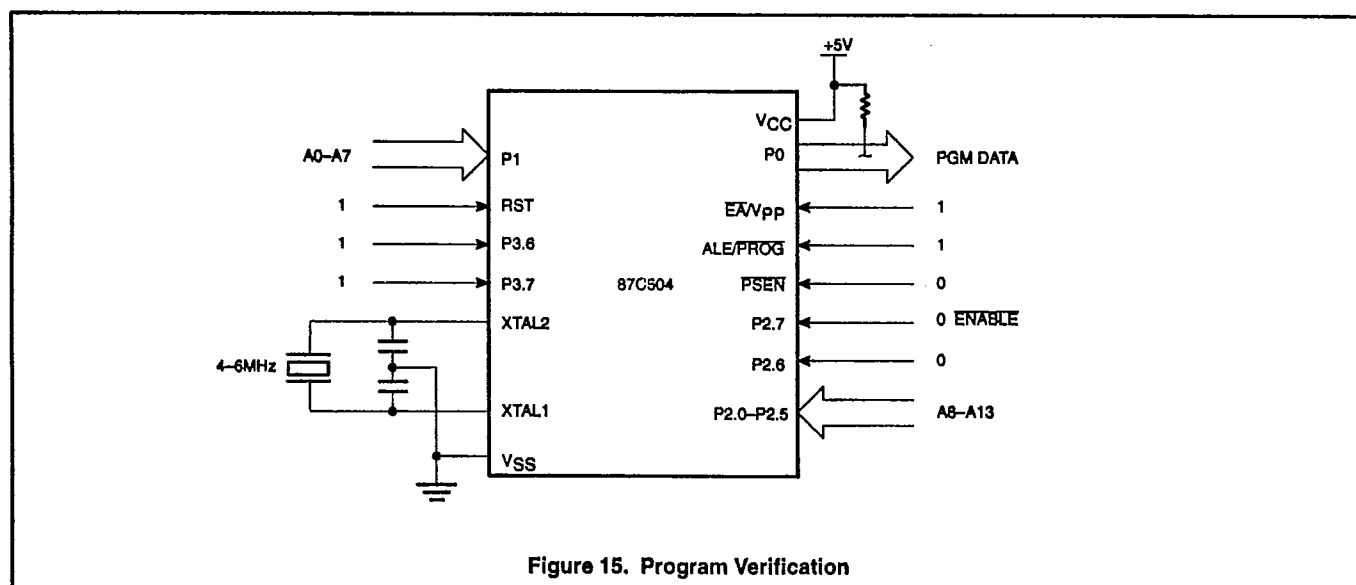 +5V
VCC
A0–A7
P1
P0
PGM DATA
1
RST
EA/VPP
1
1
P3.6
ALE/PROG
1
1
P3.7
87C504
PSEN
0
XTAL2
P2.7
0 ENABLE
4–6MHz
P2.6
0
XTAL1
P2.0–P2.5
A8–A13
VSS
Figure 15. Program Verification